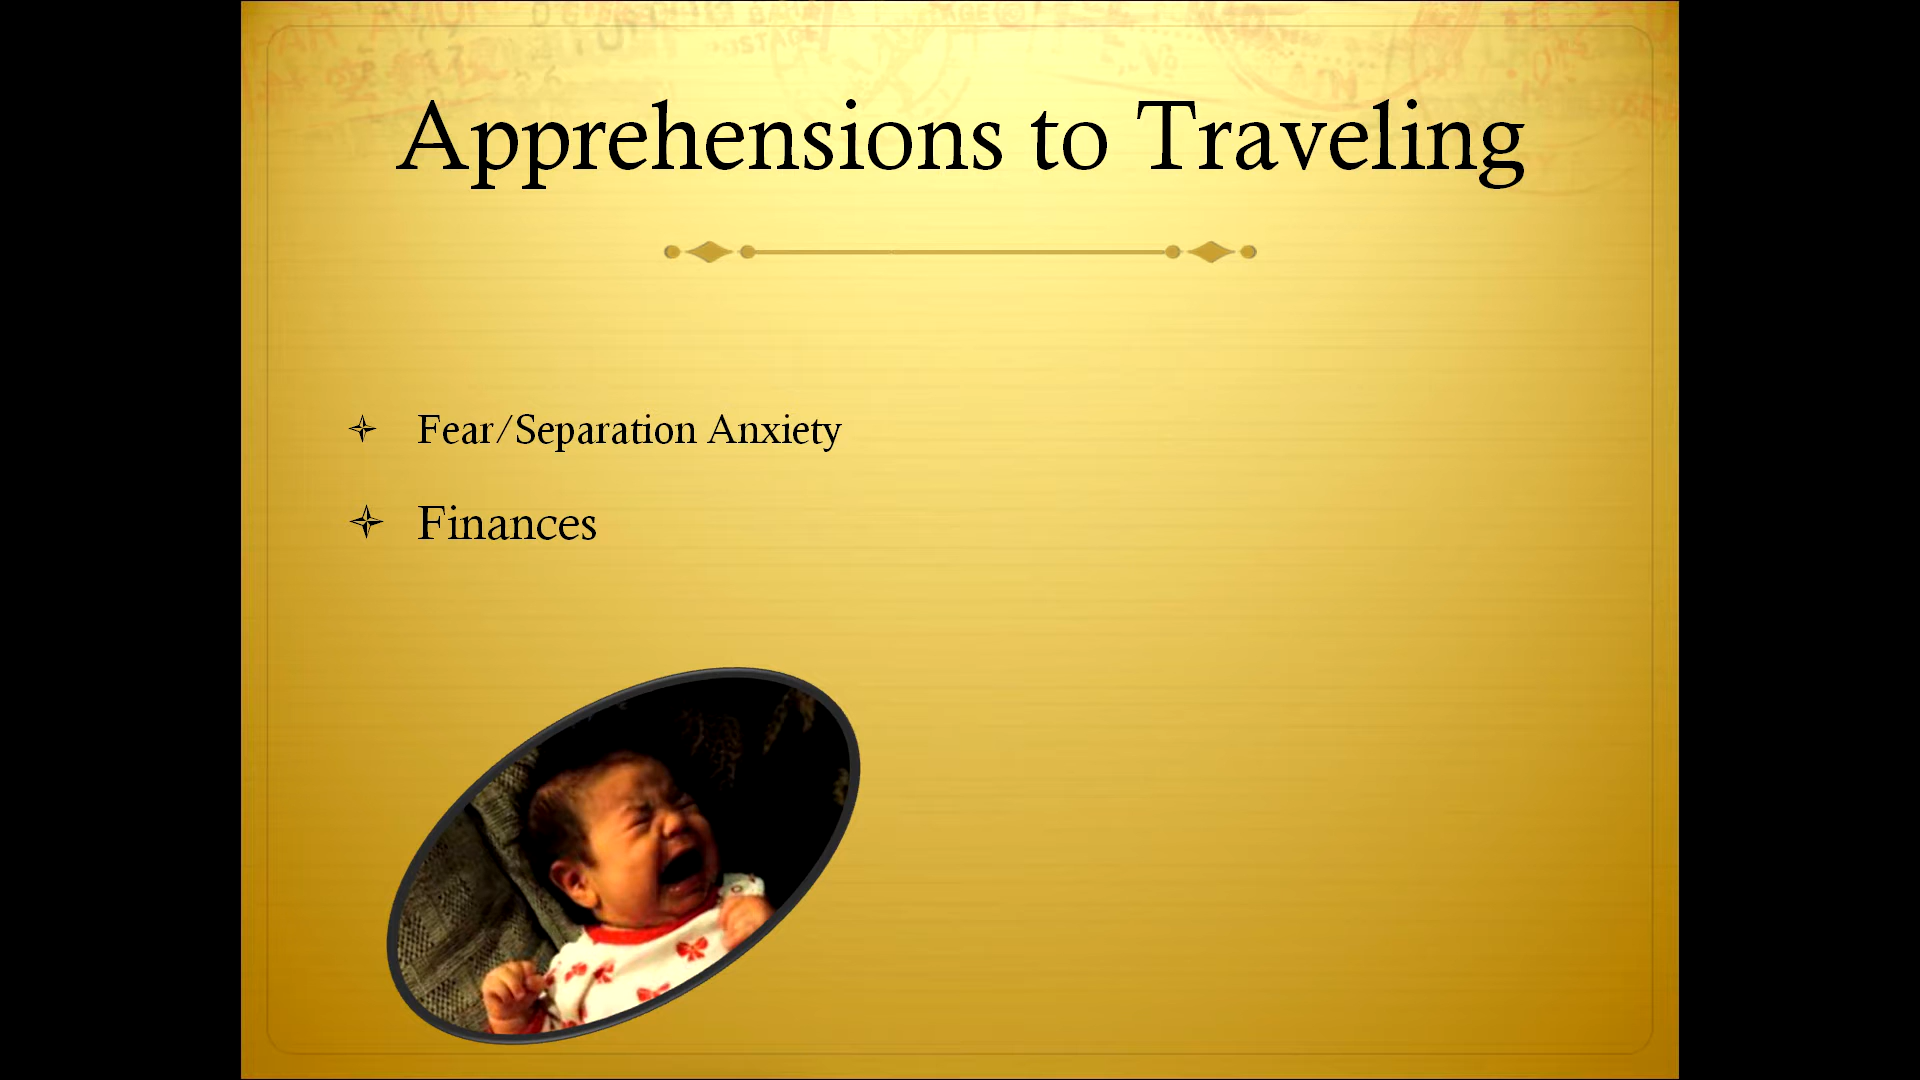 Apprehensions to Traveling
Fear/Separation Anxiety
Finances